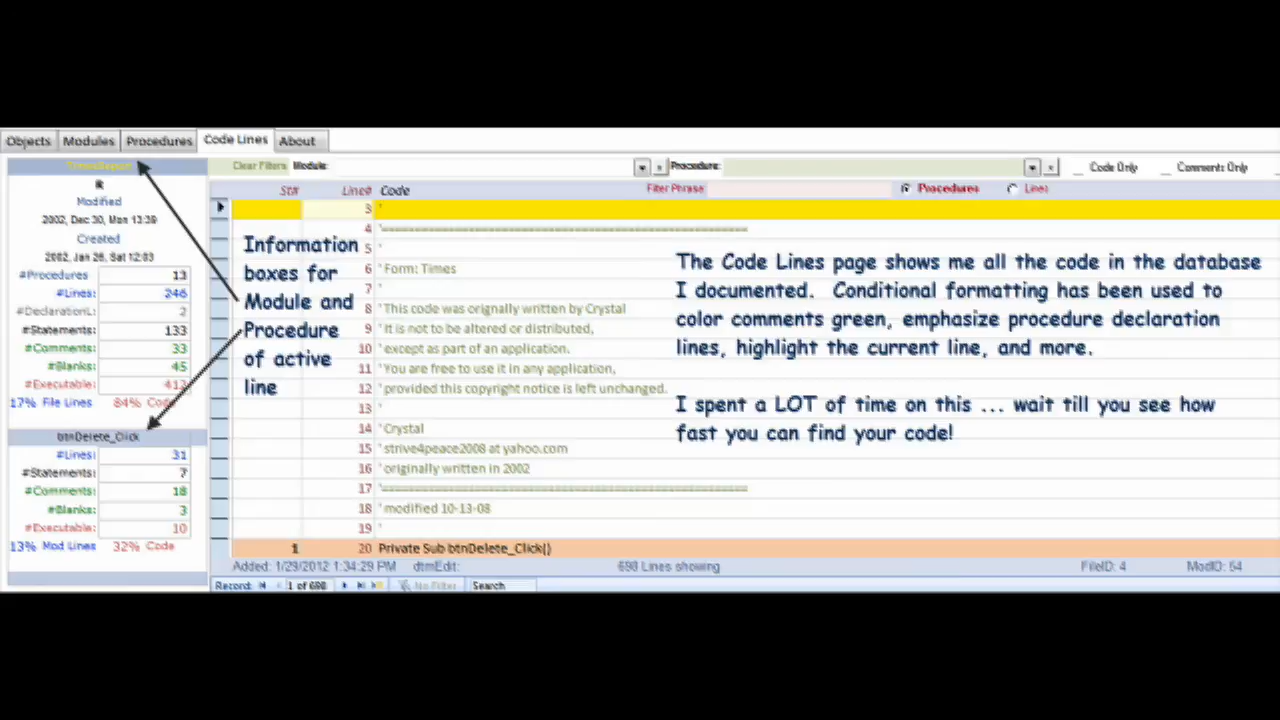 Objects Modules Procedures Code Lines About
Clear Filters Module: Procedure: Code Only Comments Only
St# Line# Code Filter Phrase Procedures Lines
Modified
2002, Dec 30, Mon 13:39
Created
2002, Jan 26, Sat 12:03
#Procedures 13
#Lines: 246
#DeclarationL: 2
#Statements: 133
#Comments: 33
#Blanks: 45
#Executable: 412
17% File Lines 84% Code
btnDelete_Click
#Lines: 31
#Statements: 7
#Comments: 18
#Blanks: 3
#Executable: 10
13% Mod Lines 32% Code
Information
boxes for
Module and
Procedure
of active
line
3 '
4 '=======================================================
5 '
6 ' Form: Times
7 '
8 ' This code was orignally written by Crystal
9 ' It is not to be altered or distributed,
10 ' except as part of an application.
11 ' You are free to use it in any application,
12 ' provided this copyright notice is left unchanged.
13 '
14 ' Crystal
15 ' strive4peace2008 at yahoo.com
16 ' originally written in 2002
17 '=======================================================
18 ' modified 10-13-08
19 '
1 20 Private Sub btnDelete_Click()
The Code Lines page shows me all the code in the database
I documented. Conditional formatting has been used to
color comments green, emphasize procedure declaration
lines, highlight the current line, and more.
I spent a LOT of time on this ... wait till you see how
fast you can find your code!
Added: 1/29/2012 1:34:29 PM dtmEdit: 698 Lines showing FileID: 4 ModID: 64
Record: 1 of 698 No Filter Search